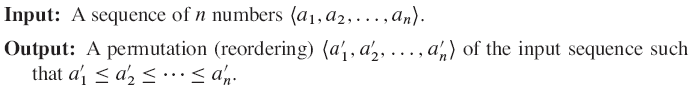 Input: A sequence of n numbers ⟨a₁, a₂, . . . , aₙ⟩.
Output: A permutation (reordering) ⟨a′₁, a′₂, . . . , a′ₙ⟩ of the input sequence such
that a′₁ ≤ a′₂ ≤ · · · ≤ a′ₙ.